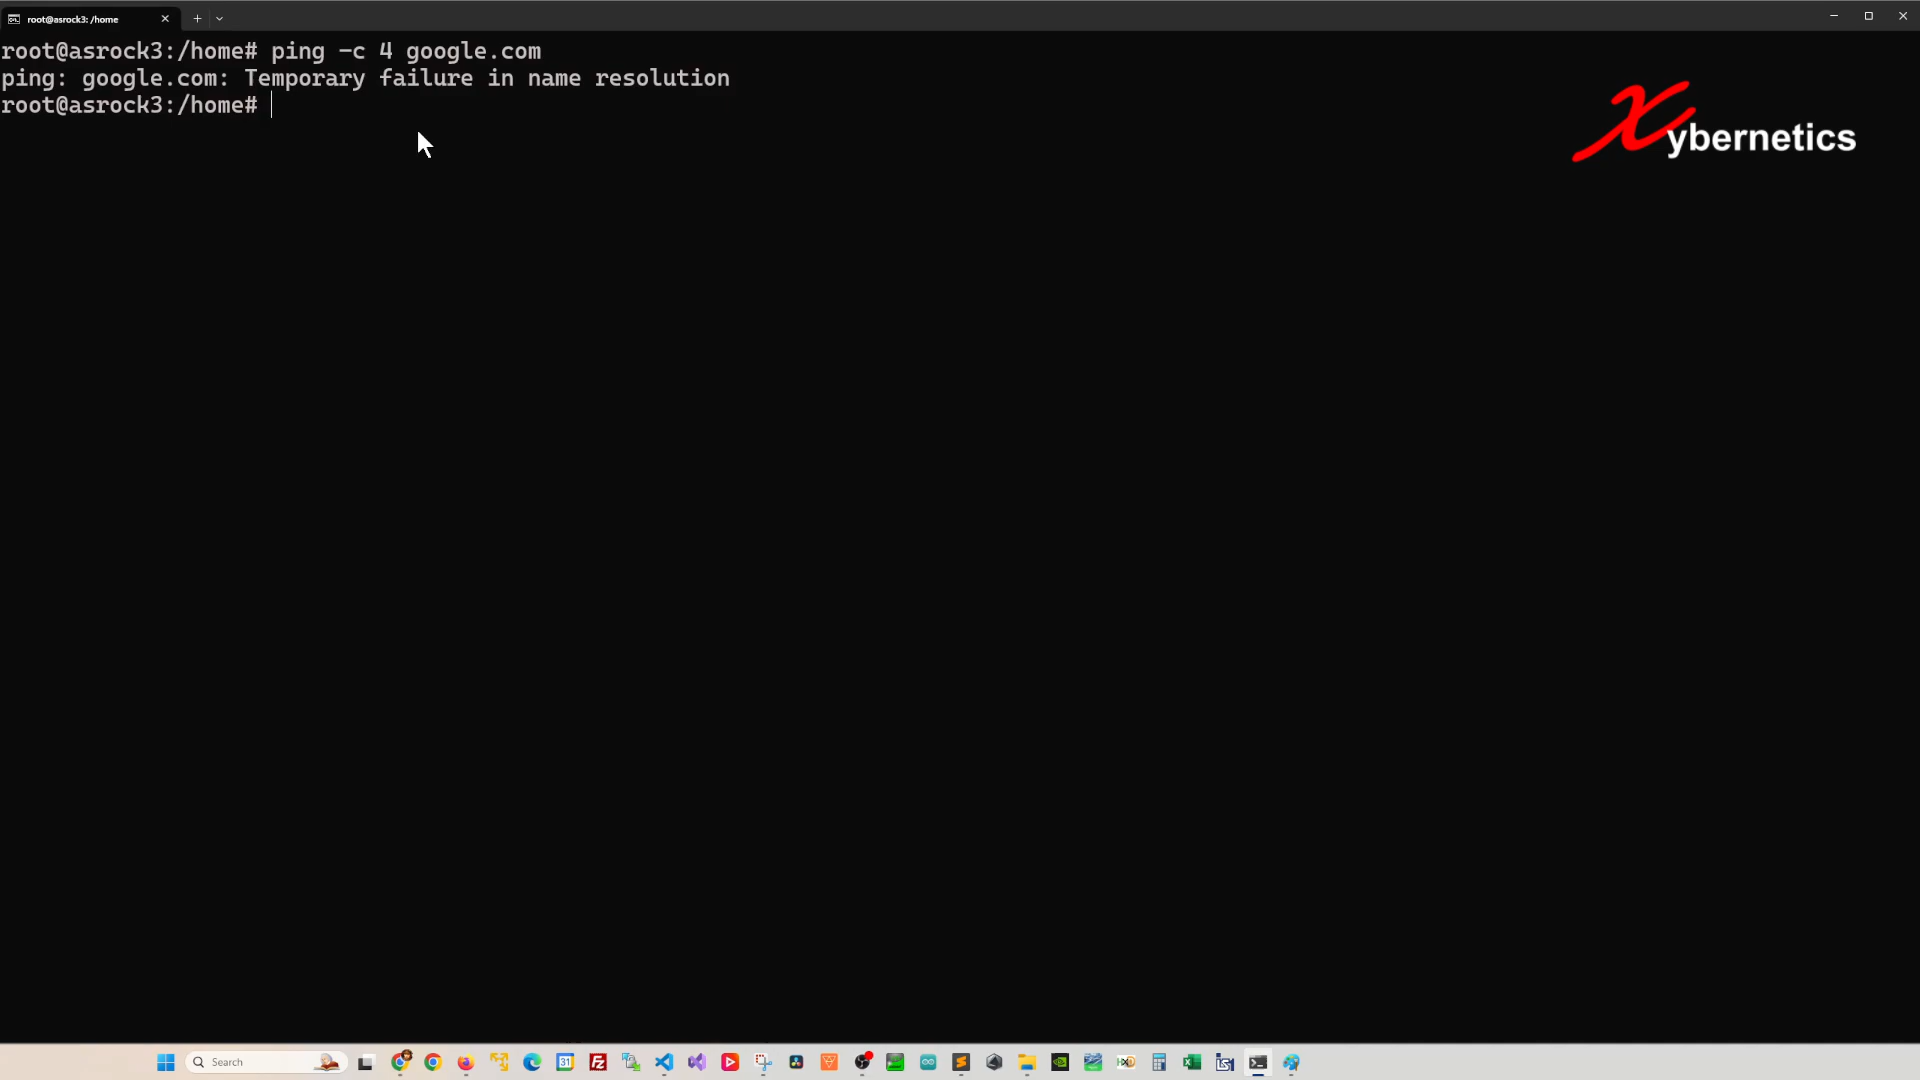 root@asrock3: /home
root@asrock3:/home# ping -c 4 google.com
ping: google.com: Temporary failure in name resolution
root@asrock3:/home#
Xybernetics
Search